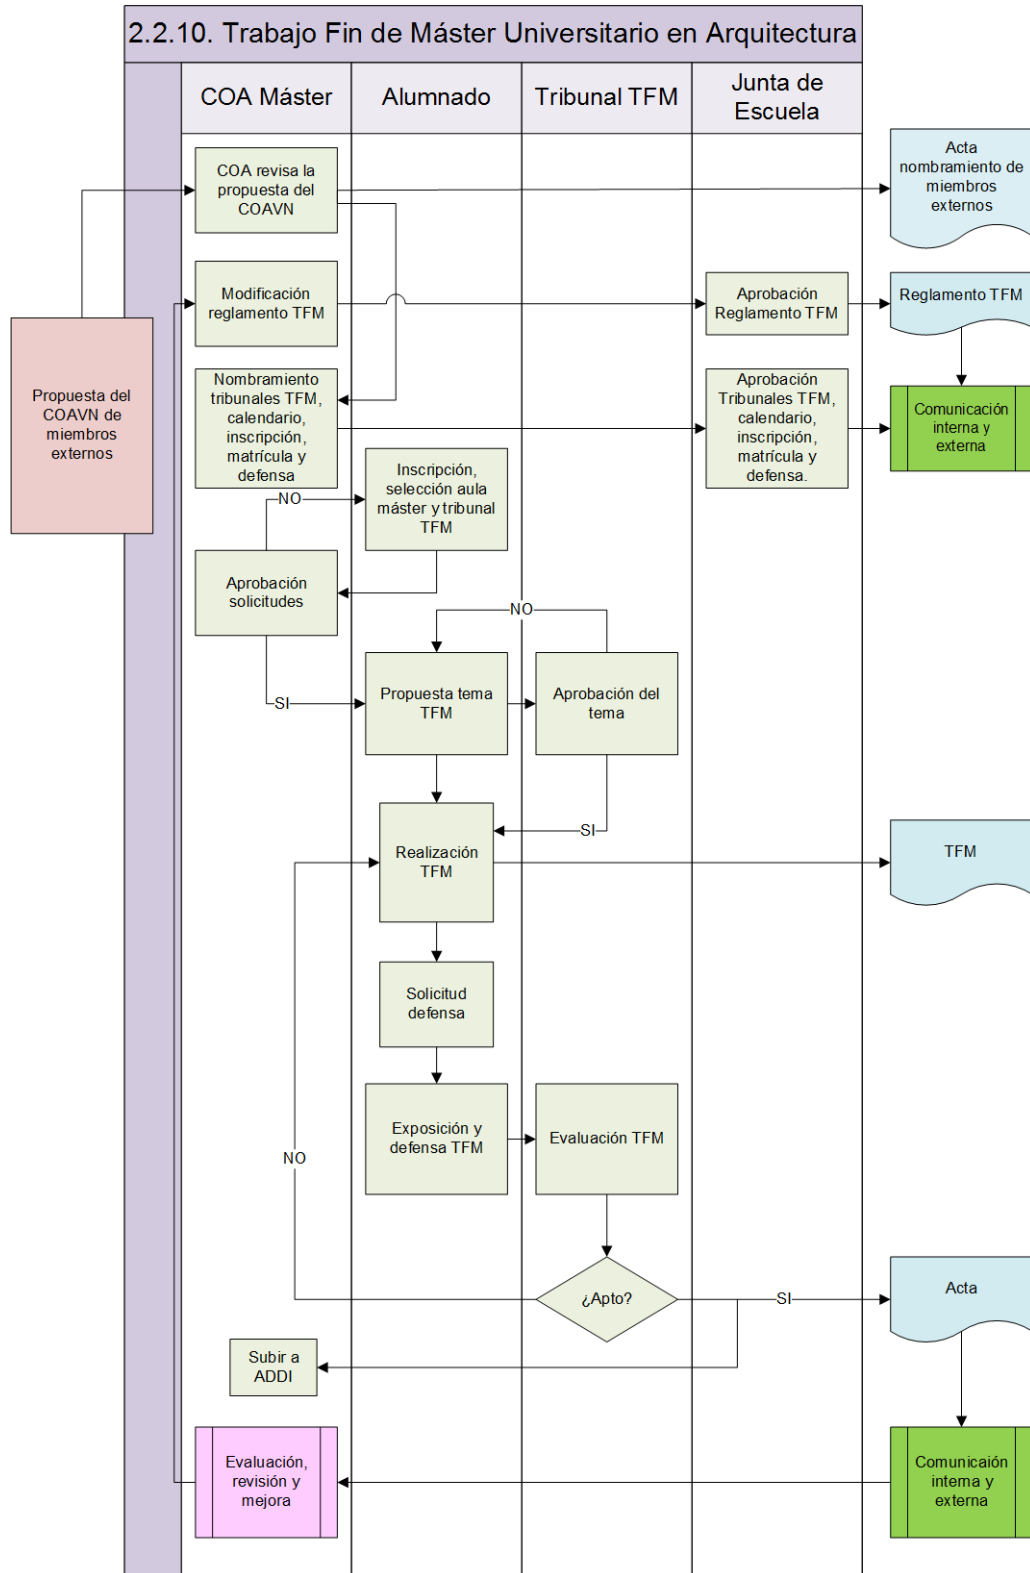 2.2.10. Trabajo Fin de Máster Universitario en Arquitectura
COA Máster
Alumnado
Tribunal TFM
Junta de
Escuela
COA revisa la
propuesta del
COAVN
Acta
nombramiento de
miembros
externos
Modificación
reglamento TFM
Aprobación
Reglamento TFM
Reglamento TFM
Propuesta del
COAVN de
miembros
externos
Nombramiento
tribunales TFM,
calendario,
inscripción,
matrícula y
defensa
Aprobación
Tribunales TFM,
calendario,
inscripción,
matrícula y
defensa.
Comunicación
interna y
externa
NO
Inscripción,
selección aula
máster y tribunal
TFM
Aprobación
solicitudes
NO
SI
Propuesta tema
TFM
Aprobación del
tema
SI
Realización
TFM
TFM
Solicitud
defensa
Exposición y
defensa TFM
Evaluación TFM
NO
¿Apto?
SI
Acta
Subir a
ADDI
Evaluación,
revisión y
mejora
Comunicaión
interna y
externa